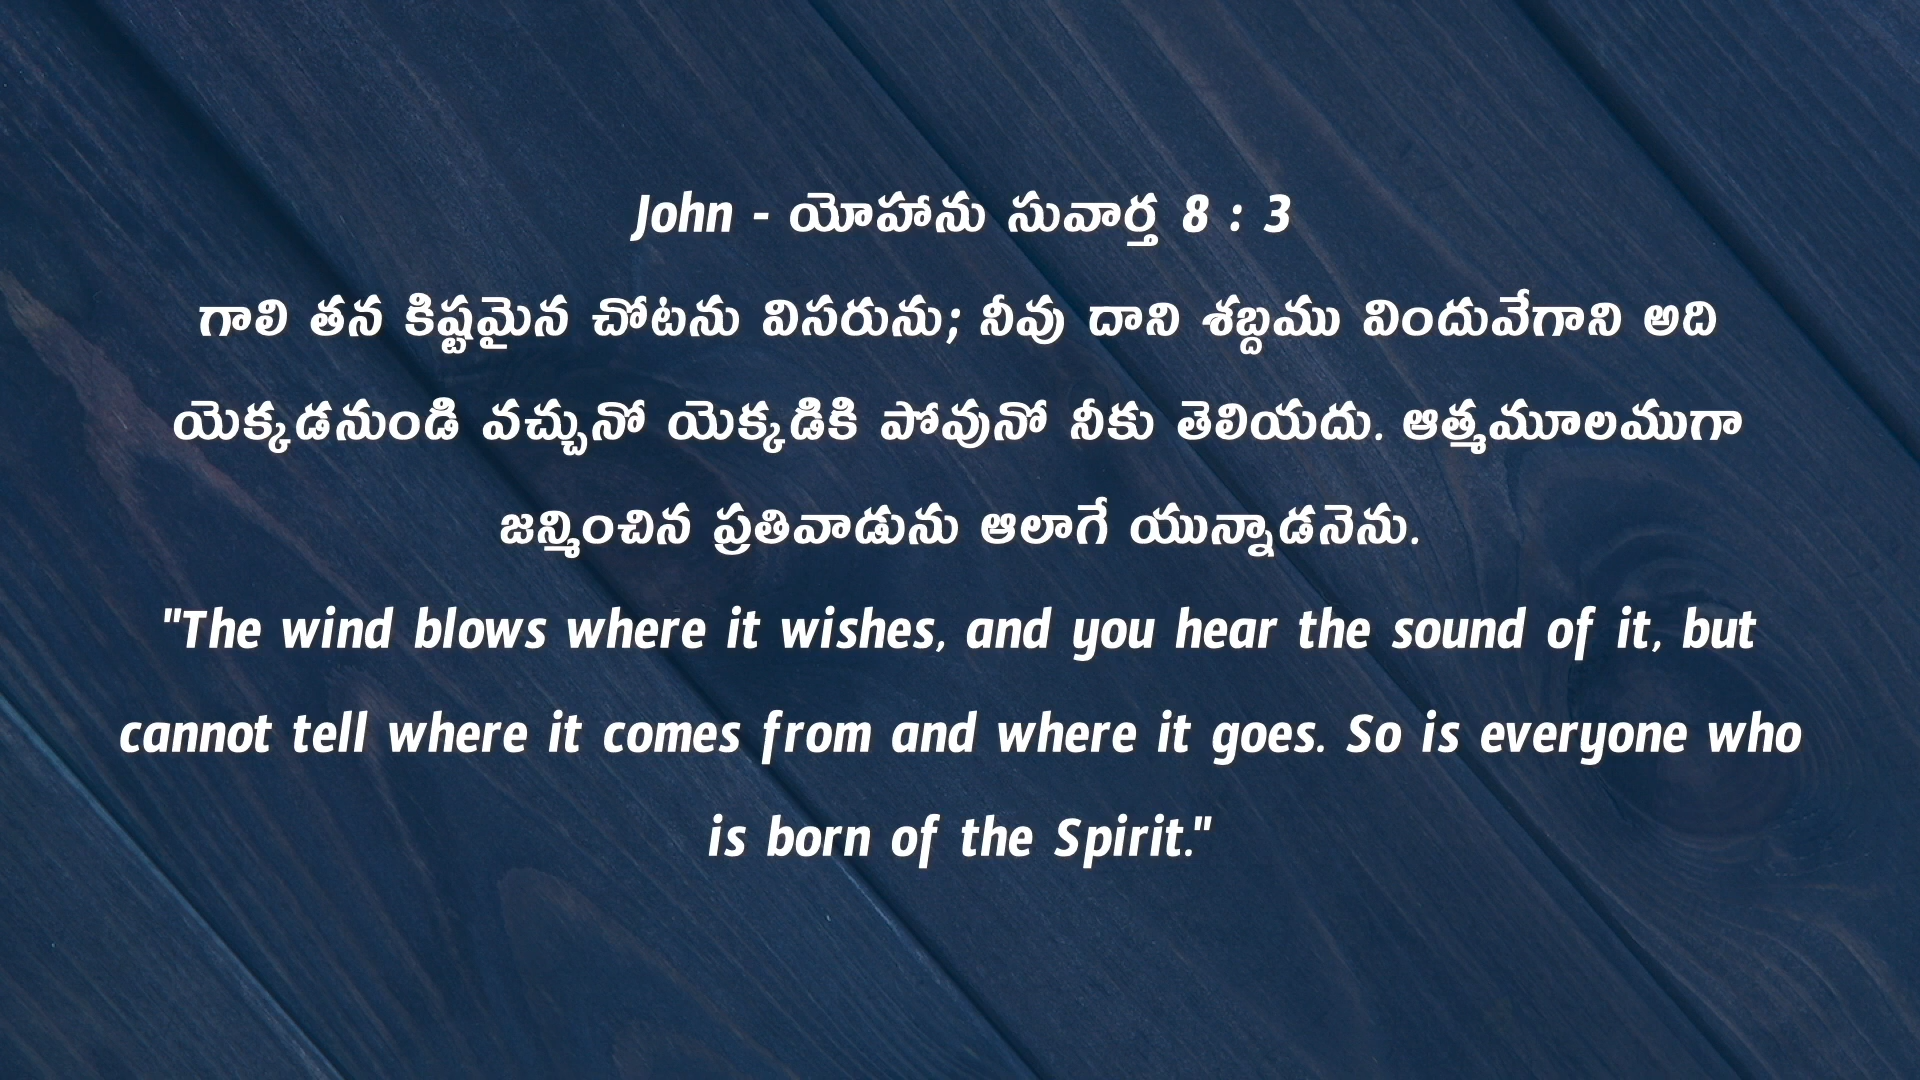 John - యోహాను సువార్త 8 : 3
గాలి తన కిష్టమైన చోటను విసరును; నీవు దాని శబ్దము విందువేగాని అది
యెక్కడనుండి వచ్చునో యెక్కడికి పోవునో నీకు తెలియదు. ఆత్మమూలముగా
జన్మించిన ప్రతివాడును ఆలాగే యున్నాడనెను.
"The wind blows where it wishes, and you hear the sound of it, but
cannot tell where it comes from and where it goes. So is everyone who
is born of the Spirit."